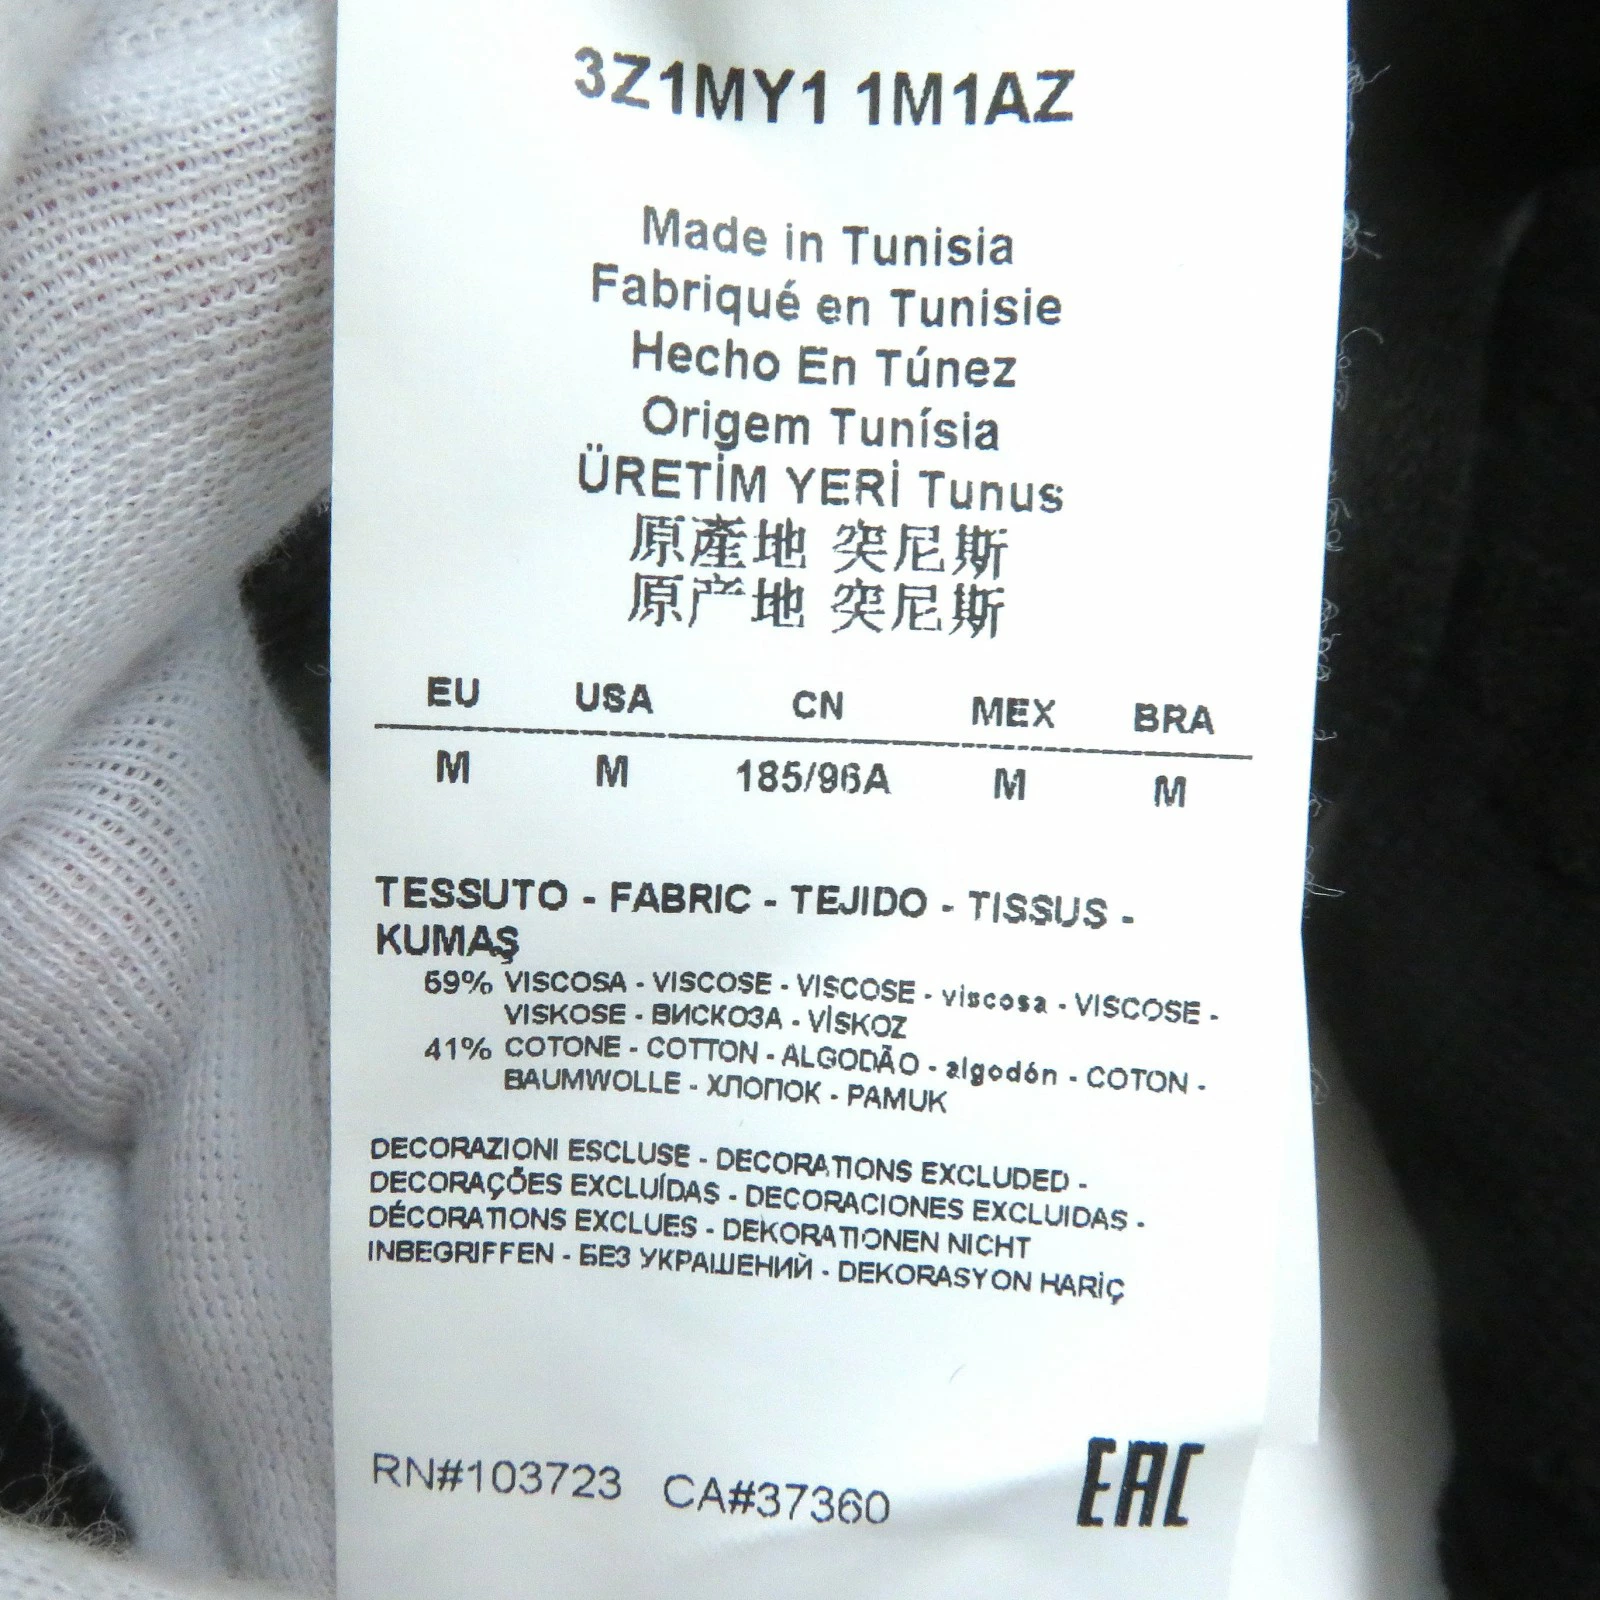 3Z1MY1 1M1AZ
Made in Tunisia
Fabriqué en Tunisie
Hecho En Túnez
Origem Tunísia
ÜRETİM YERİ Tunus
原產地 突尼斯
原产地 突尼斯
EU USA CN MEX BRA
M M 185/96A M M
TESSUTO - FABRIC - TEJIDO - TISSUS -
KUMAŞ
59% VISCOSA - VISCOSE - VISCOSE - viscosa - VISCOSE -
VISKOSE - ВИСКОЗА - VİSKOZ
41% COTONE - COTTON - ALGODÃO - algodón - COTON -
BAUMWOLLE - ХЛОПОК - PAMUK
DECORAZIONI ESCLUSE - DECORATIONS EXCLUDED -
DECORAÇÕES EXCLUÍDAS - DECORACIONES EXCLUIDAS -
DÉCORATIONS EXCLUES - DEKORATIONEN NICHT
INBEGRIFFEN - БЕЗ УКРАШЕНИЙ - DEKORASYON HARİÇ
RN#103723 CA#37360 EAC